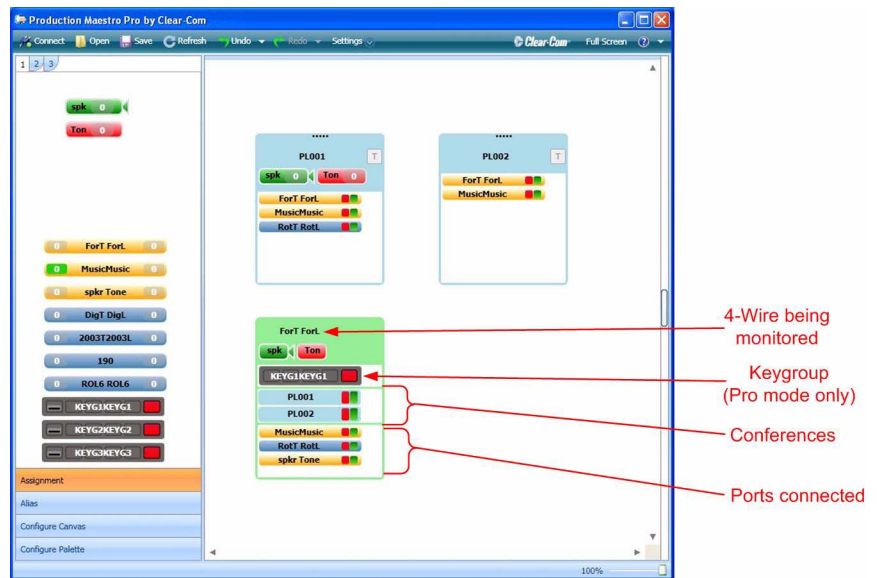 Production Maestro Pro by Clear-Com
Connect Open Save Refresh Undo Redo Settings Clear-Com Full Screen ?
1 2 3
spk 0
Ton 0
0 ForT ForL 0
0 MusicMusic 0
0 spkr Tone 0
0 DigT DigL 0
0 2003T2003L 0
0 190 0
0 ROL6 ROL6 0
KEYG1KEYG1
KEYG2KEYG2
KEYG3KEYG3
Assignment
Alias
Configure Canvas
Configure Palette
PL001 T
spk 0 Ton 0
ForT ForL
MusicMusic
RotT RotL
PL002 T
ForT ForL
MusicMusic
ForT ForL
spk Ton
KEYG1KEYG1
PL001
PL002
MusicMusic
RotT RotL
spkr Tone
4-Wire being
monitored
Keygroup
(Pro mode only)
Conferences
Ports connected
100%